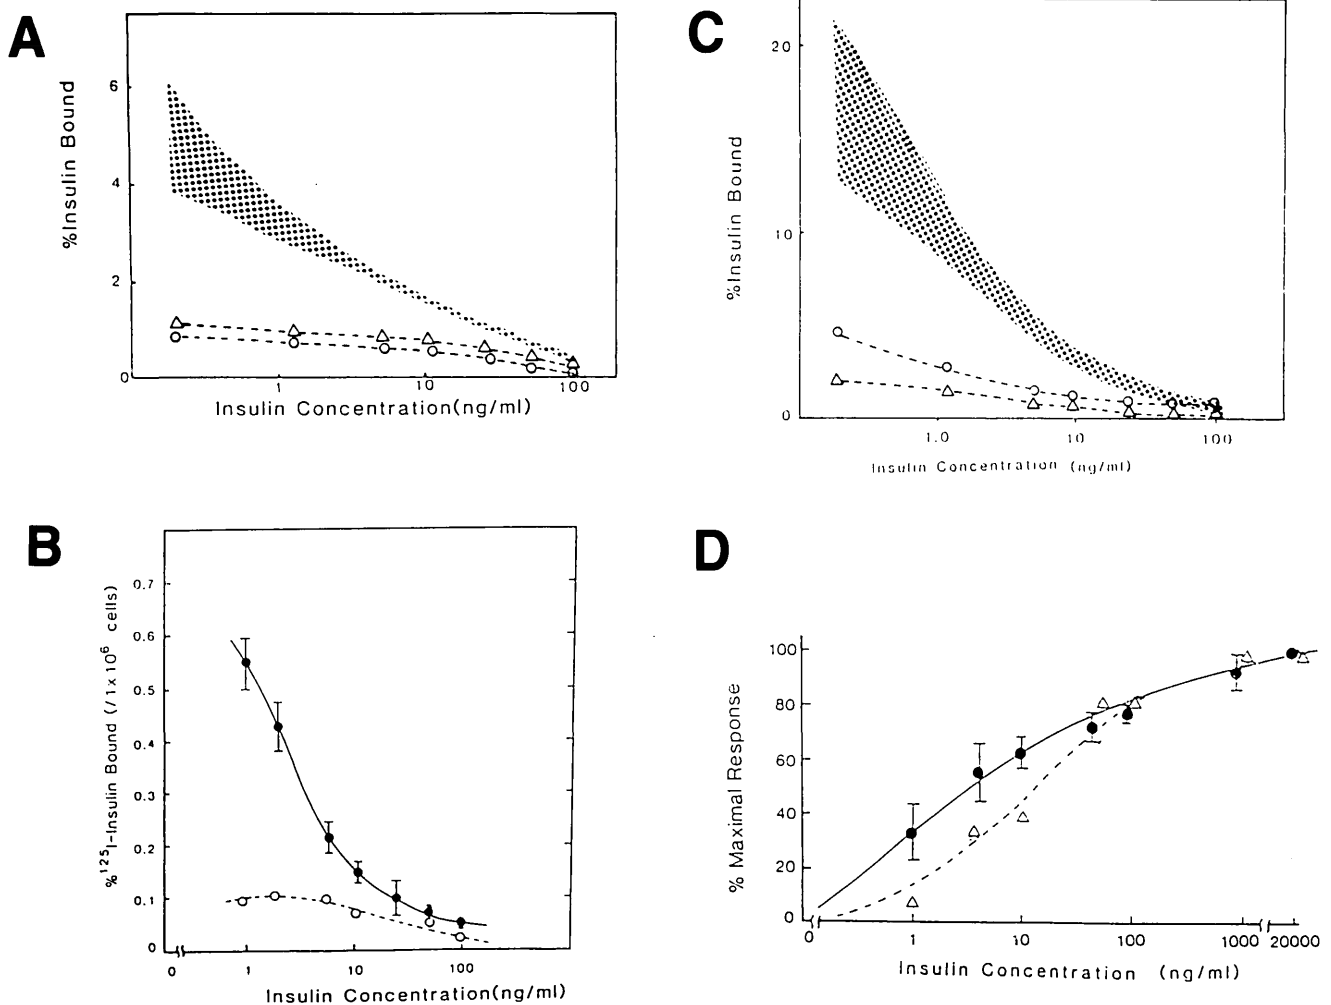 A
%Insulin Bound
6
4
2
0
1 10 100
Insulin Concentration(ng/ml)
C
%Insulin Bound
20
10
0
1.0 10 100
Insulin Concentration (ng/ml)
B
%¹²⁵I-Insulin Bound (/1x10⁶ cells)
0.7
0.6
0.5
0.4
0.3
0.2
0.1
0
0 1 10 100
Insulin Concentration(ng/ml)
D
% Maximal Response
100
80
60
40
20
0
0 1 10 100 1000 20000
Insulin Concentration (ng/ml)